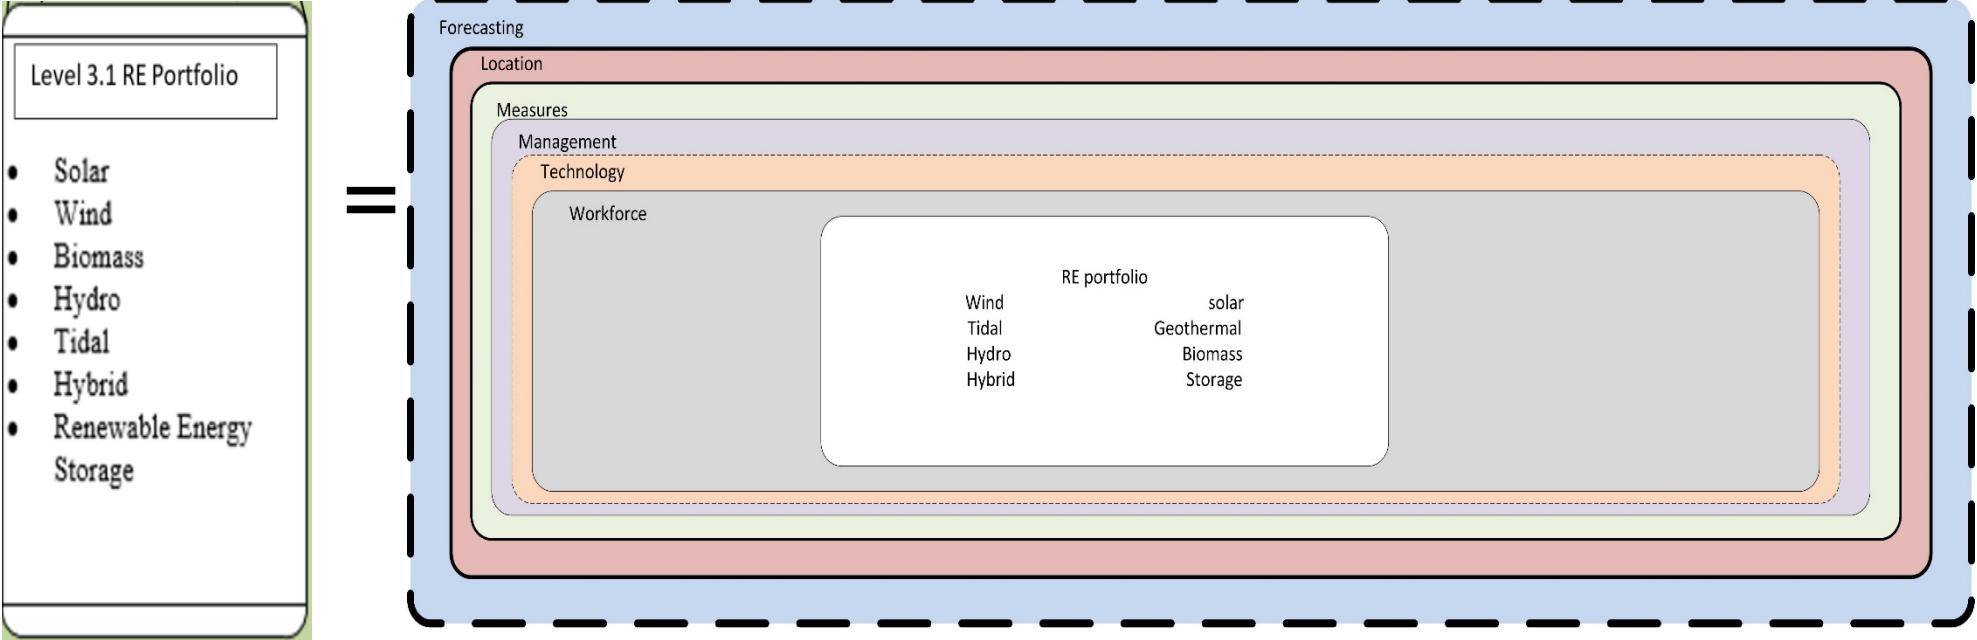 Level 3.1 RE Portfolio
• Solar
• Wind
• Biomass
• Hydro
• Tidal
• Hybrid
• Renewable Energy
Storage
=
Forecasting
Location
Measures
Management
Technology
Workforce
RE portfolio
Wind solar
Tidal Geothermal
Hydro Biomass
Hybrid Storage